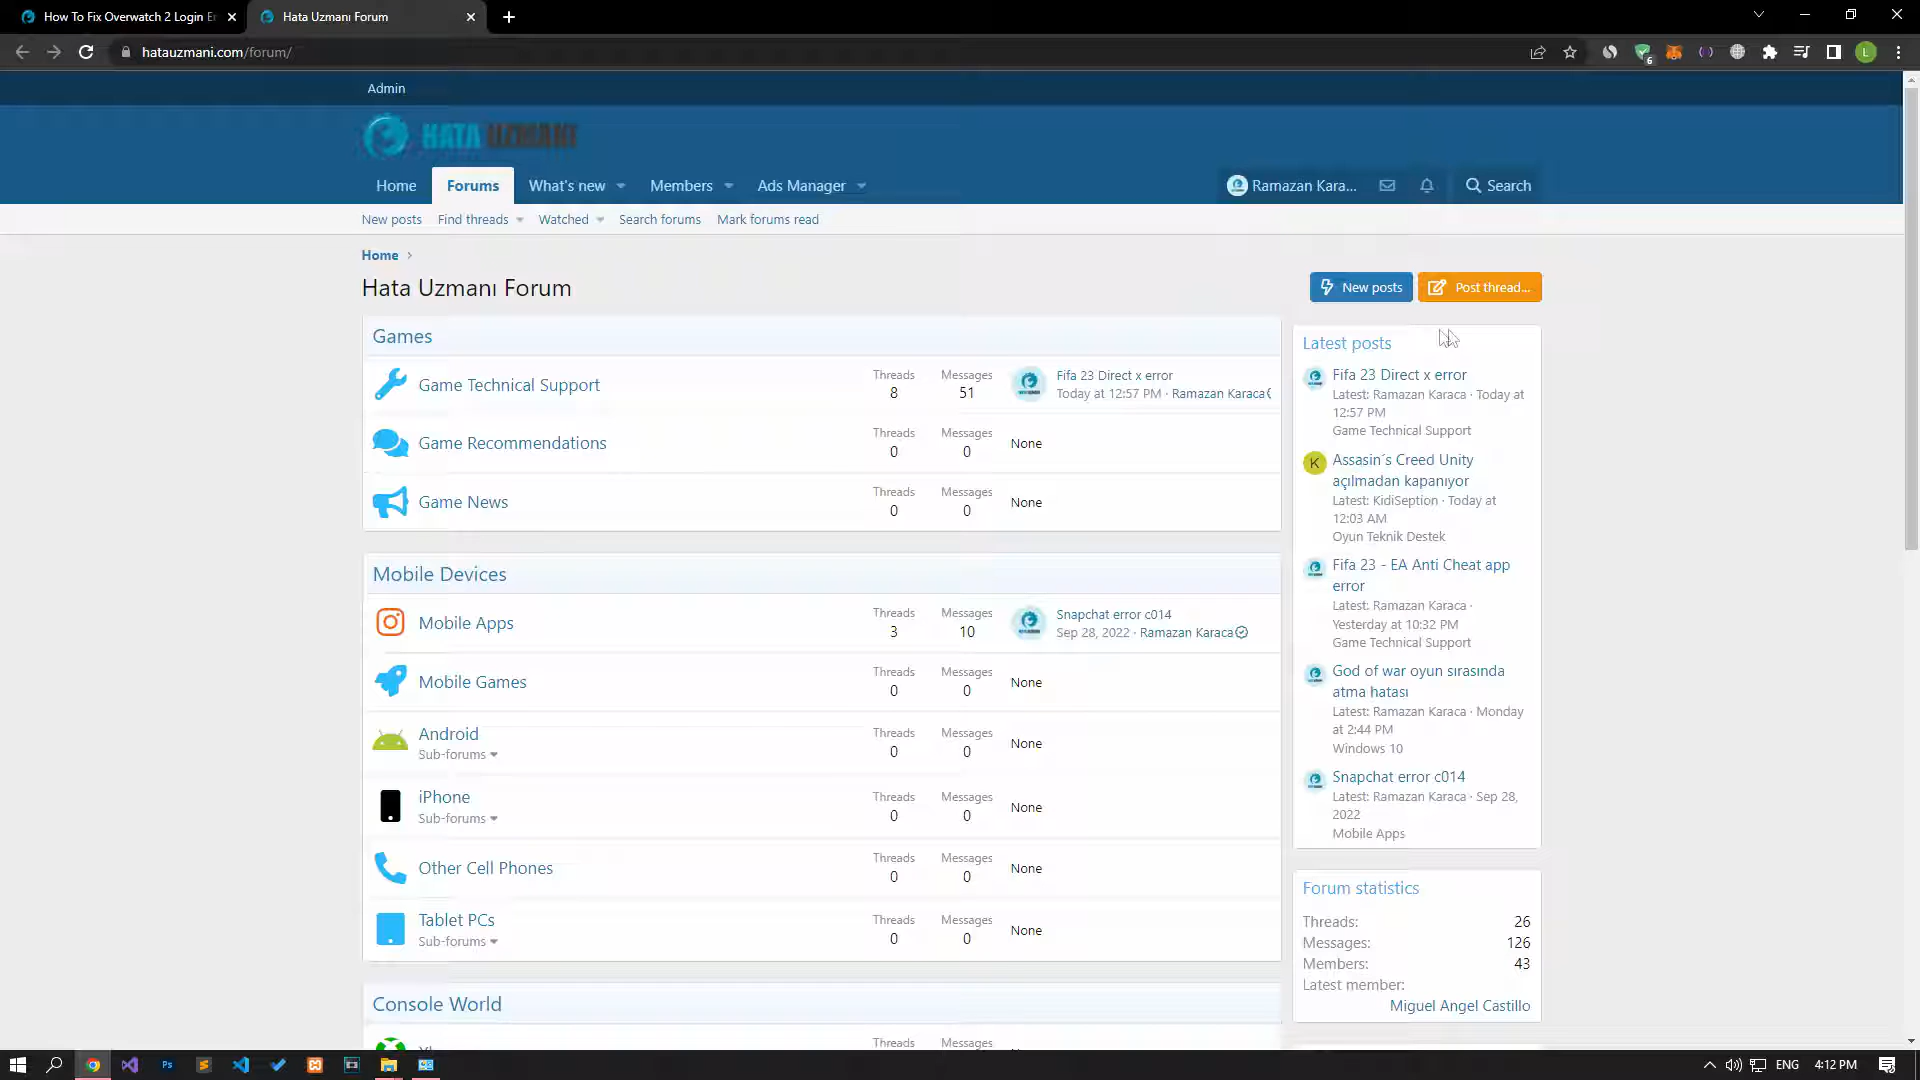 How To Fix Overwatch 2 Login Er
Hata Uzmanı Forum
hatauzmani.com/forum/
6
L
Admin
HATA UZMANI
Home
Forums
What's new
Members
Ads Manager
Ramazan Kara...
Search
New posts
Find threads
Watched
Search forums
Mark forums read
Home
Hata Uzmanı Forum
New posts
Post thread...
Games
Game Technical Support
Threads
8
Messages
51
Fifa 23 Direct x error
Today at 12:57 PM · Ramazan Karaca
Game Recommendations
Threads
0
Messages
0
None
Game News
Threads
0
Messages
0
None
Mobile Devices
Mobile Apps
Threads
3
Messages
10
Snapchat error c014
Sep 28, 2022 · Ramazan Karaca
Mobile Games
Threads
0
Messages
0
None
Android
Sub-forums
Threads
0
Messages
0
None
iPhone
Sub-forums
Threads
0
Messages
0
None
Other Cell Phones
Threads
0
Messages
0
None
Tablet PCs
Sub-forums
Threads
0
Messages
0
None
Console World
Threads
Messages
Latest posts
Fifa 23 Direct x error
Latest: Ramazan Karaca · Today at
12:57 PM
Game Technical Support
K
Assasin´s Creed Unity
açılmadan kapanıyor
Latest: KidiSeption · Today at
12:03 AM
Oyun Teknik Destek
Fifa 23 - EA Anti Cheat app
error
Latest: Ramazan Karaca ·
Yesterday at 10:32 PM
Game Technical Support
God of war oyun sırasında
atma hatası
Latest: Ramazan Karaca · Monday
at 2:44 PM
Windows 10
Snapchat error c014
Latest: Ramazan Karaca · Sep 28,
2022
Mobile Apps
Forum statistics
Threads:
26
Messages:
126
Members:
43
Latest member:
Miguel Angel Castillo
Ps
ENG
4:12 PM